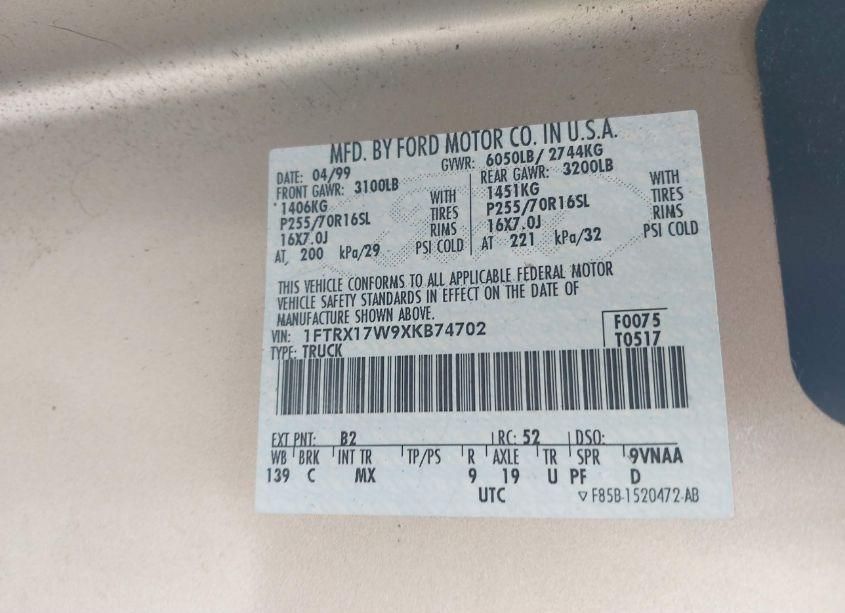 MFD. BY FORD MOTOR CO. IN U.S.A.
DATE: 04/99 GVWR: 6050LB/ 2744KG
FRONT GAWR: 3100LB REAR GAWR: 3200LB
1406KG WITH 1451KG WITH
P255/70R16SL TIRES P255/70R16SL TIRES
16X7.0J RIMS 16X7.0J RIMS
AT 200 kPa/29 PSI COLD AT 221 kPa/32 PSI COLD
THIS VEHICLE CONFORMS TO ALL APPLICABLE FEDERAL MOTOR
VEHICLE SAFETY STANDARDS IN EFFECT ON THE DATE OF
MANUFACTURE SHOWN ABOVE.
VIN: 1FTRX17W9XKB74702 F0075
TYPE: TRUCK T0517
EXT PNT: B2 RC: 52 DSO:
WB BRK INT TR TP/PS R AXLE TR SPR 9VNAA
139 C MX 9 19 U PF D
UTC ▽ F85B-1520472-AB